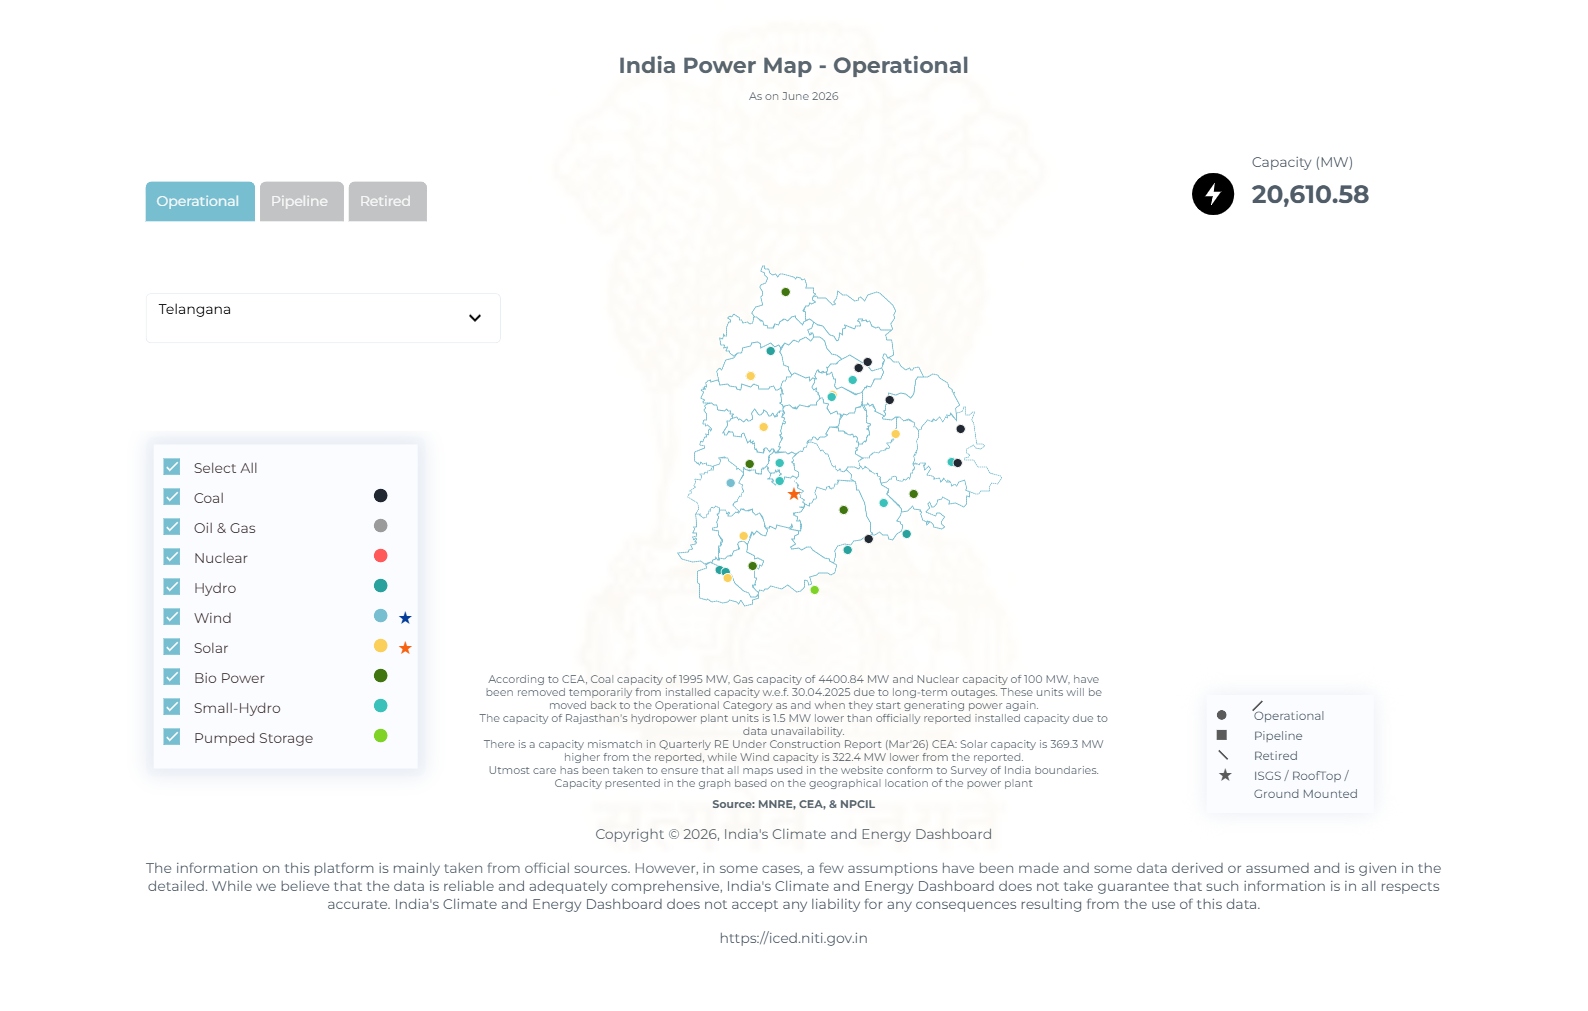 India Power Map - Operational
As on June 2026
Capacity (MW)
20,610.58
Operational
Pipeline
Retired
Telangana
Select All
Coal
Oil & Gas
Nuclear
Hydro
Wind
Solar
Bio Power
Small-Hydro
Pumped Storage
According to CEA, Coal capacity of 1995 MW, Gas capacity of 4400.84 MW and Nuclear capacity of 100 MW, have
been removed temporarily from installed capacity w.e.f. 30.04.2025 due to long-term outages. These units will be
moved back to the Operational Category as and when they start generating power again.
The capacity of Rajasthan's hydropower plant units is 1.5 MW lower than officially reported installed capacity due to
data unavailability.
There is a capacity mismatch in Quarterly RE Under Construction Report (Mar'26) CEA: Solar capacity is 369.3 MW
higher from the reported, while Wind capacity is 322.4 MW lower from the reported.
Utmost care has been taken to ensure that all maps used in the website conform to Survey of India boundaries.
Capacity presented in the graph based on the geographical location of the power plant
Source: MNRE, CEA, & NPCIL
Operational
Pipeline
Retired
ISGS / RoofTop /
Ground Mounted
Copyright © 2026, India's Climate and Energy Dashboard
The information on this platform is mainly taken from official sources. However, in some cases, a few assumptions have been made and some data derived or assumed and is given in the
detailed. While we believe that the data is reliable and adequately comprehensive, India's Climate and Energy Dashboard does not take guarantee that such information is in all respects
accurate. India's Climate and Energy Dashboard does not accept any liability for any consequences resulting from the use of this data.
https://iced.niti.gov.in